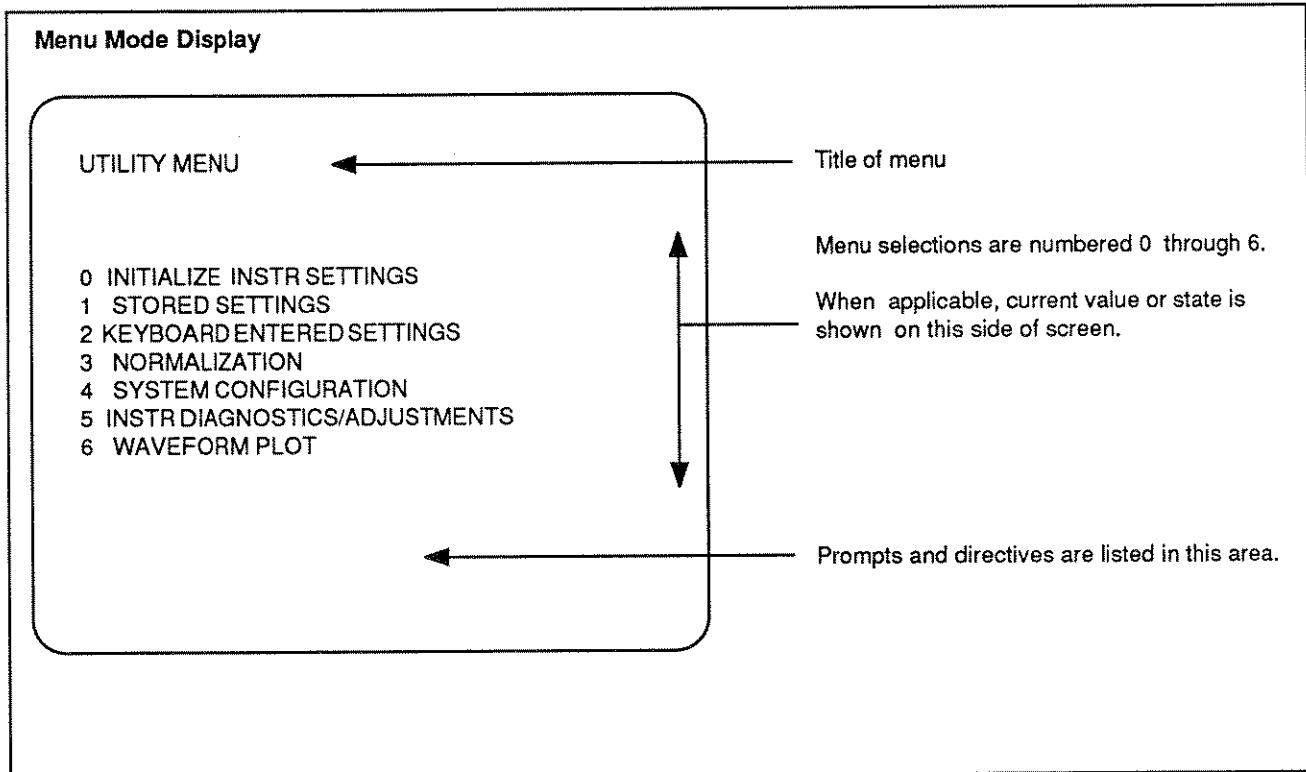 Menu Mode Display
UTILITY MENU
Title of menu
Menu selections are numbered 0 through 6.
0 INITIALIZE INSTR SETTINGS
1 STORED SETTINGS
2 KEYBOARD ENTERED SETTINGS
3 NORMALIZATION
4 SYSTEM CONFIGURATION
5 INSTR DIAGNOSTICS/ADJUSTMENTS
6 WAVEFORM PLOT
When applicable, current value or state is
shown on this side of screen.
Prompts and directives are listed in this area.